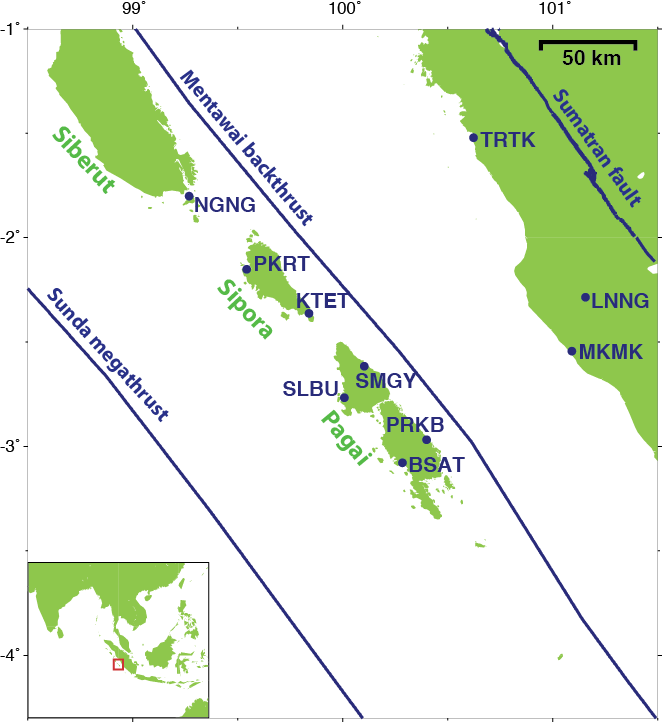 99˚
100˚
101˚
-1˚
50 km
Mentawai backthrust
Sumatran fault
TRTK
Siberut
NGNG
-2˚
PKRT
Sunda megathrust
Sipora
KTET
LNNG
MKMK
SMGY
SLBU
Pagai
PRKB
-3˚
BSAT
-4˚